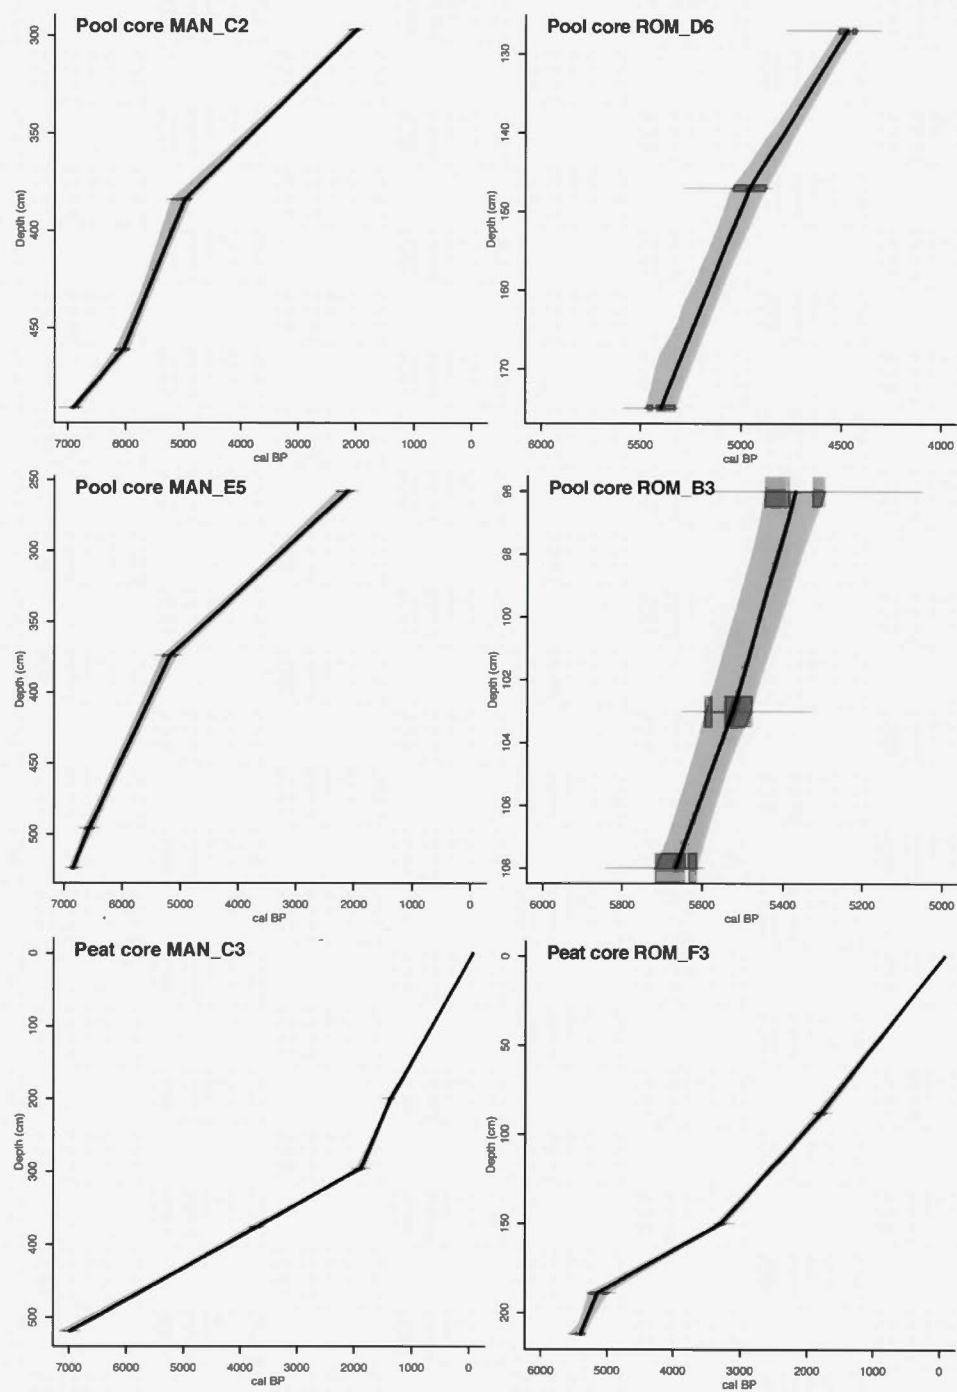 Pool core MAN_C2
300
350
400
450
Depth (cm)
7000 6000 5000 4000 3000 2000 1000 0
cal BP
Pool core ROM_D6
130
140
150
160
170
Depth (cm)
6000 5500 5000 4500 4000
cal BP
Pool core MAN_E5
250
300
350
400
450
500
Depth (cm)
7000 6000 5000 4000 3000 2000 1000 0
cal BP
Pool core ROM_B3
96
98
100
102
104
106
108
Depth (cm)
6000 5800 5600 5400 5200 5000
cal BP
Peat core MAN_C3
0
100
200
300
400
500
Depth (cm)
7000 6000 5000 4000 3000 2000 1000 0
cal BP
Peat core ROM_F3
0
50
100
150
200
Depth (cm)
6000 5000 4000 3000 2000 1000 0
cal BP